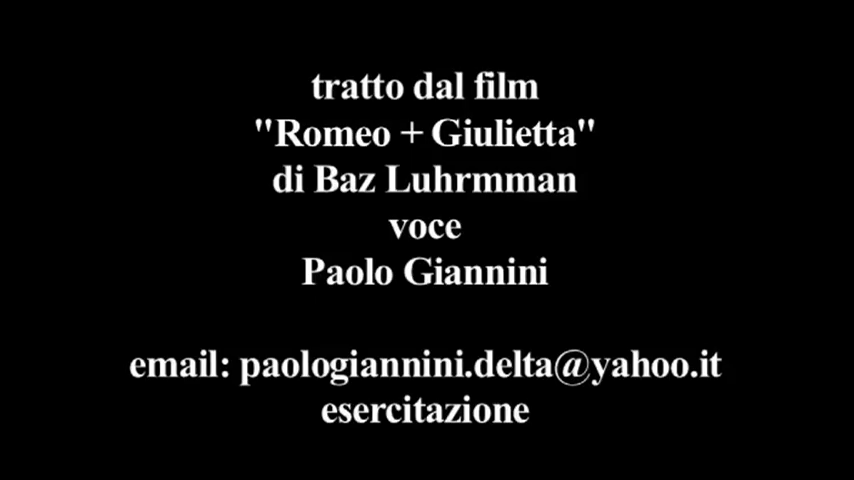 tratto dal film
"Romeo + Giulietta"
di Baz Luhrmman
voce
Paolo Giannini
email: paologiannini.delta@yahoo.it
esercitazione